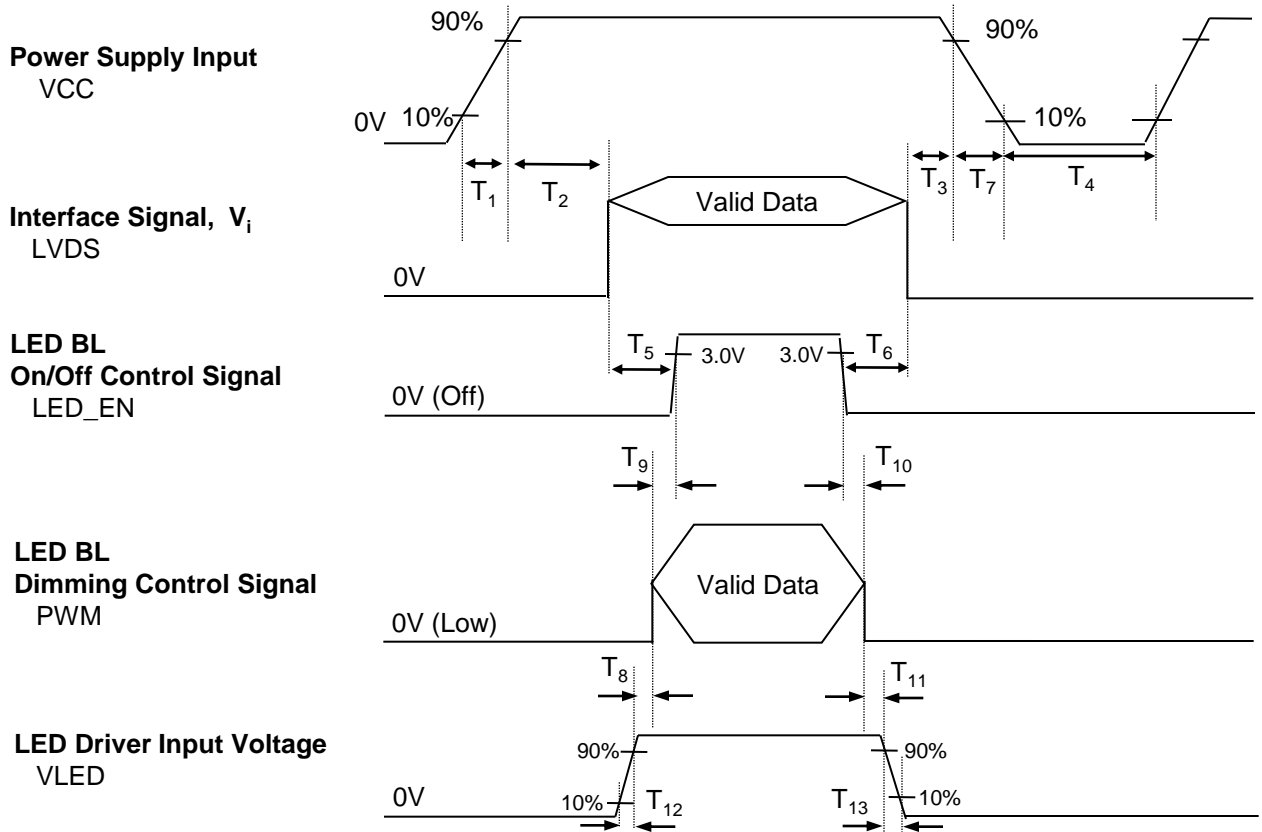 90%
90%
Power Supply Input
VCC
0V 10%
10%
T1 T2 T3 T7 T4
Valid Data
Interface Signal, Vi
LVDS
0V
LED BL
On/Off Control Signal
LED_EN
T5 3.0V 3.0V T6
0V (Off)
T9 T10
LED BL
Dimming Control Signal
PWM
Valid Data
0V (Low)
T8 T11
LED Driver Input Voltage
VLED
90% 90%
0V 10% T12 T13 10%